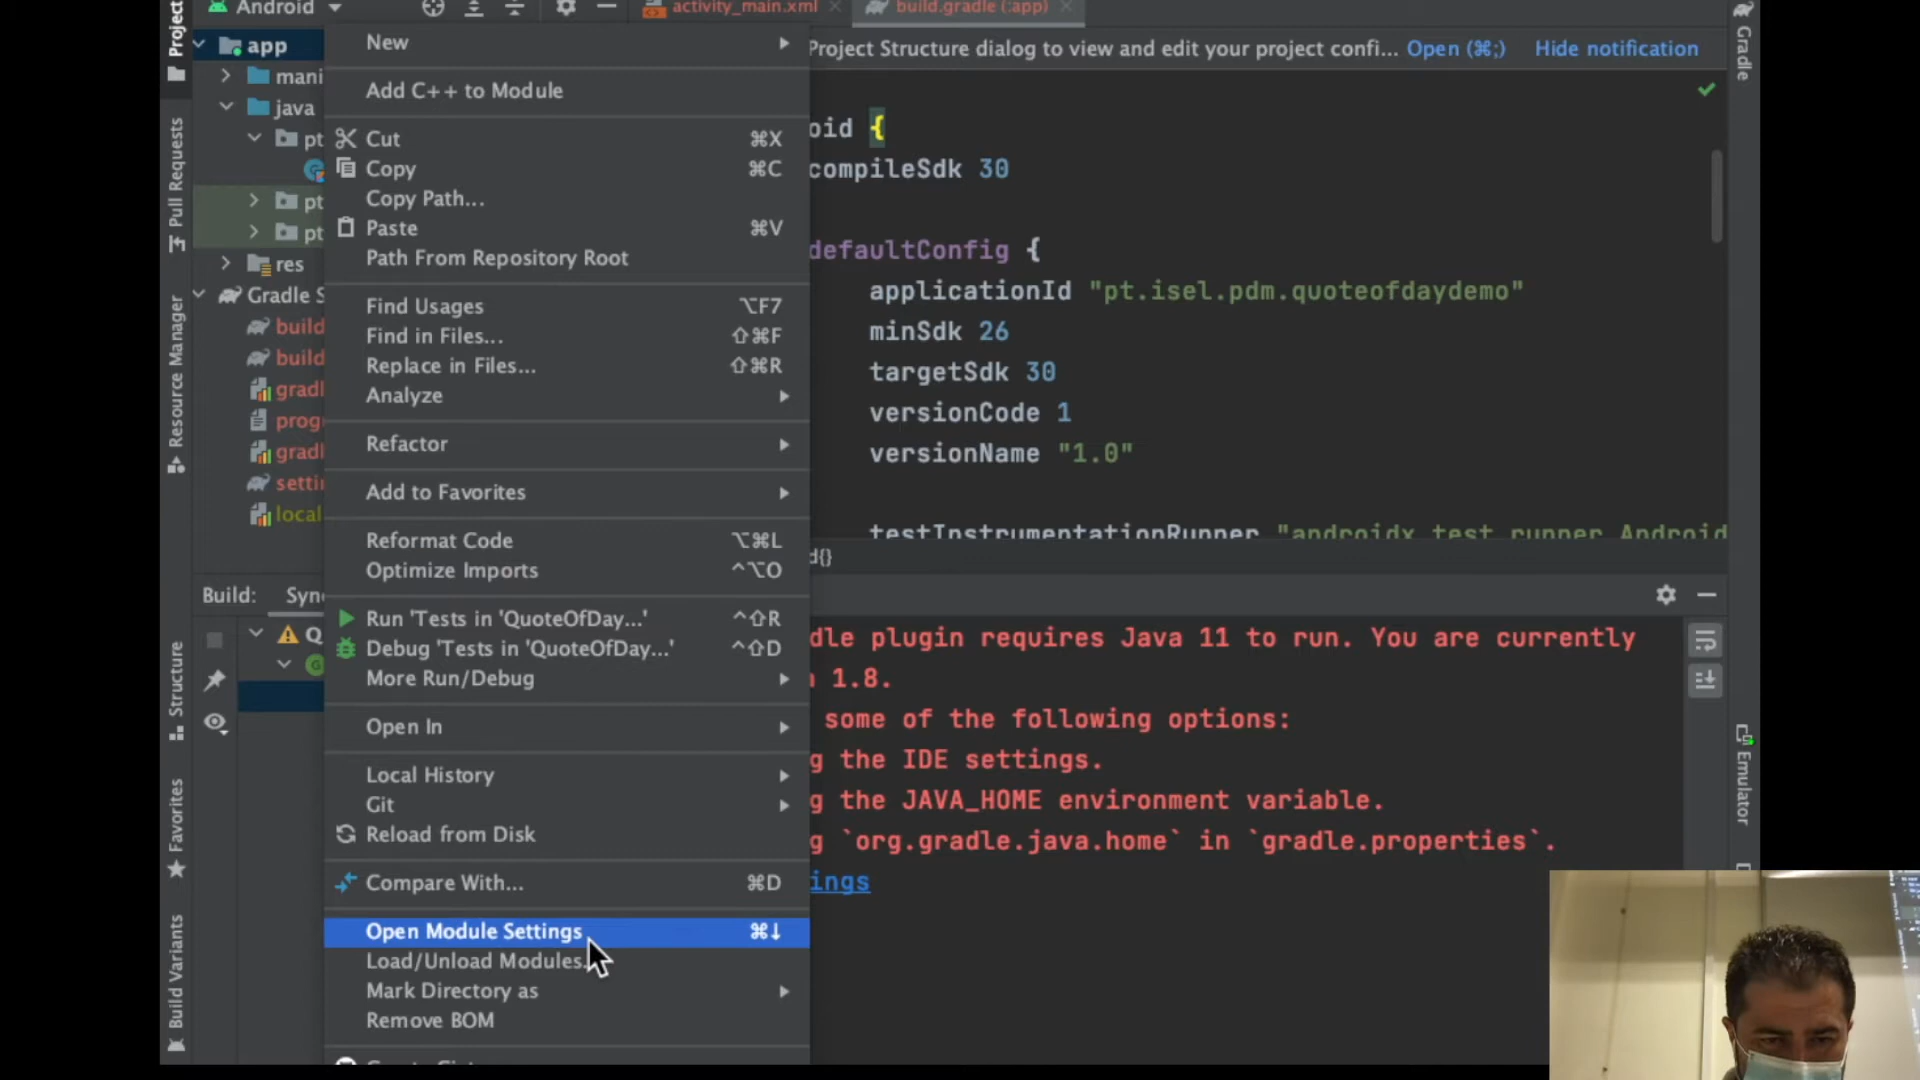 Android
activity_main.xml
build.gradle (:app)
Project
app
New
Project Structure dialog to view and edit your project confi... Open (⌘;) Hide notification
Gradle
mani
Add C++ to Module
java
oid {
pt
Cut ⌘X
compileSdk 30
Copy ⌘C
pt
Copy Path...
pt
Paste ⌘V
defaultConfig {
res
Path From Repository Root
applicationId "pt.isel.pdm.quoteofdaydemo"
Gradle S
Find Usages ⌥F7
minSdk 26
build
Find in Files... ⇧⌘F
build
Replace in Files... ⇧⌘R
targetSdk 30
gradl
Analyze
versionCode 1
prog
Refactor
versionName "1.0"
gradl
settin
Add to Favorites
local
testInstrumentationRunner "androidx.test.runner.Android
Reformat Code ⌥⌘L
d{}
Optimize Imports ^⌥O
Build: Sync
Run 'Tests in 'QuoteOfDay...' ^⇧R
Q
dle plugin requires Java 11 to run. You are currently
Debug 'Tests in 'QuoteOfDay...' ^⇧D
More Run/Debug
1.8.
some of the following options:
Open In
g the IDE settings.
Local History
g the JAVA_HOME environment variable.
Git
Reload from Disk
g `org.gradle.java.home` in `gradle.properties`.
Compare With... ⌘D
ings
Open Module Settings ⌘↓
Load/Unload Modules.
Mark Directory as
Remove BOM
Pull Requests
Resource Manager
Structure
Favorites
Build Variants
Emulator